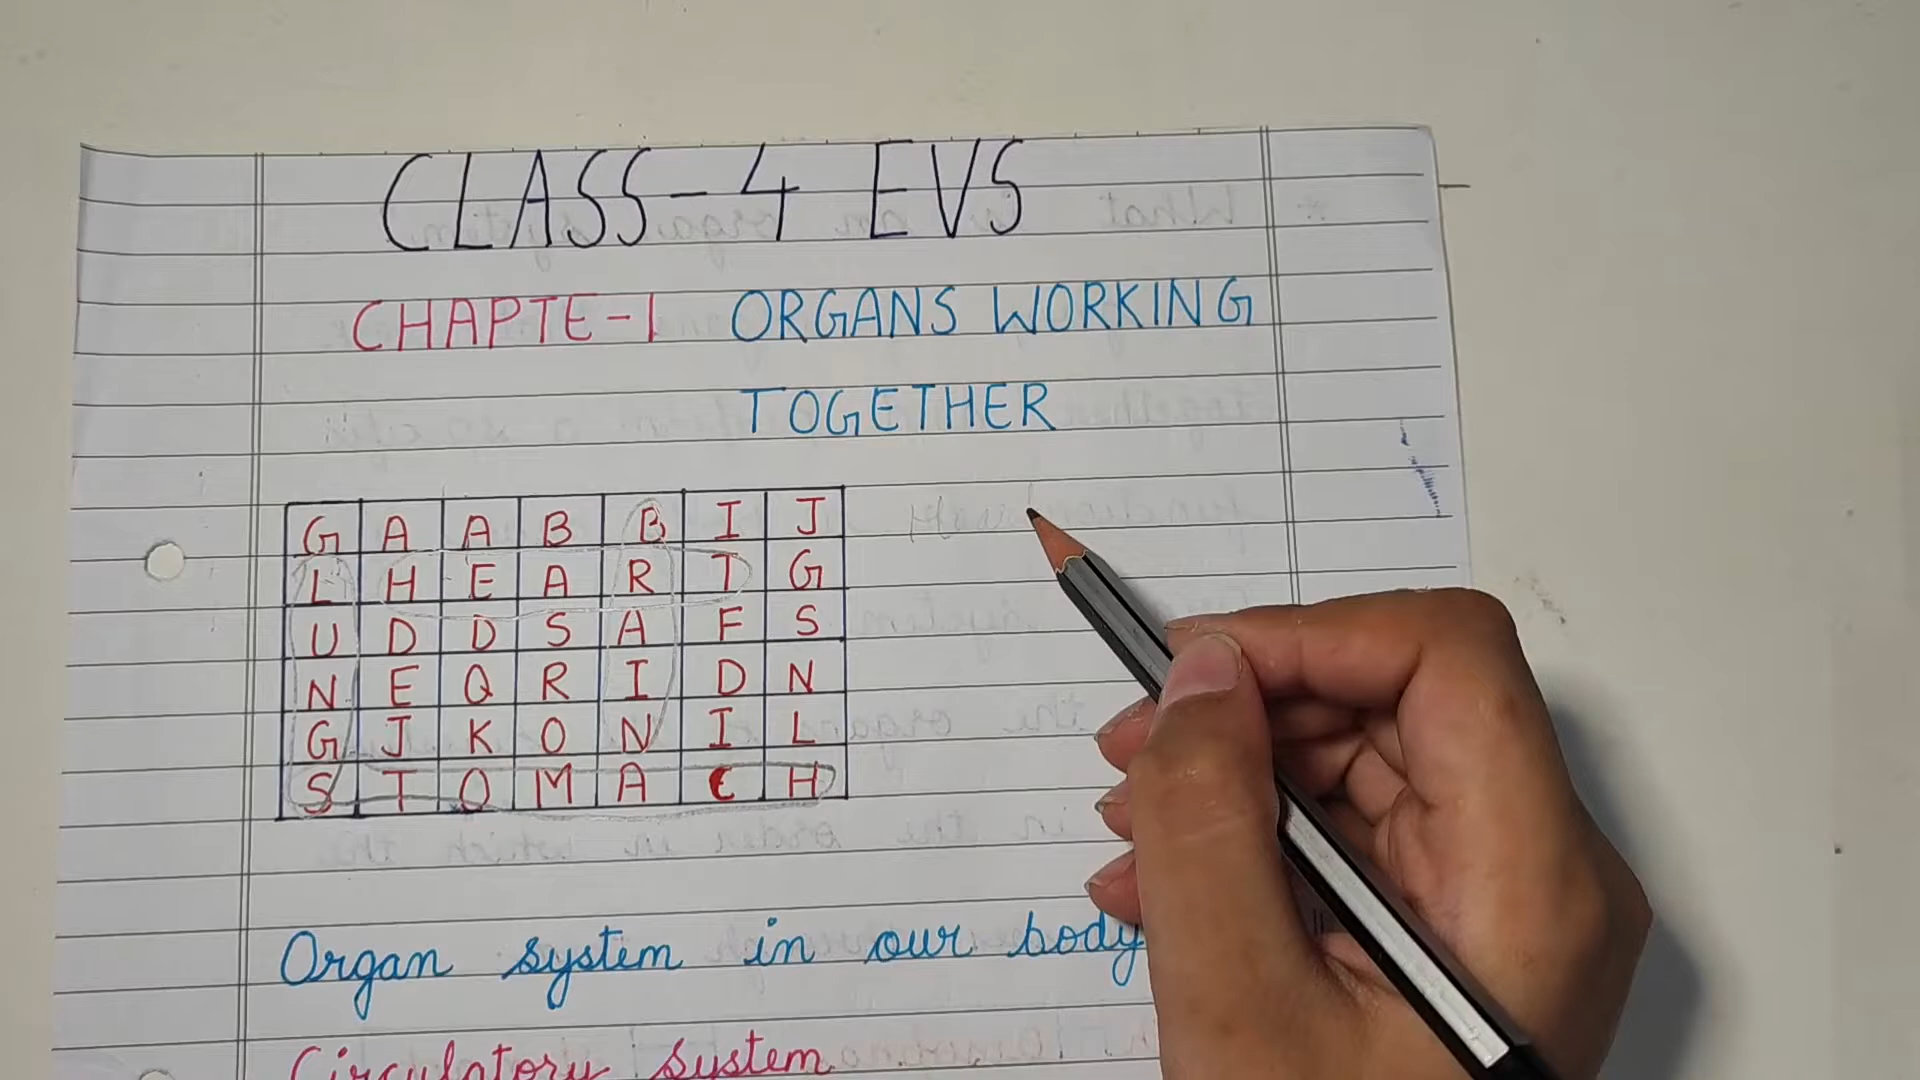 CLASS-4 EVS
CHAPTE-1 ORGANS WORKING
TOGETHER
G A A B B I J
L H E A R T G
U D D S A F S
N E Q R I D N
G J K O N I L
S T O M A C H
Organ system in our body
Circulatory system